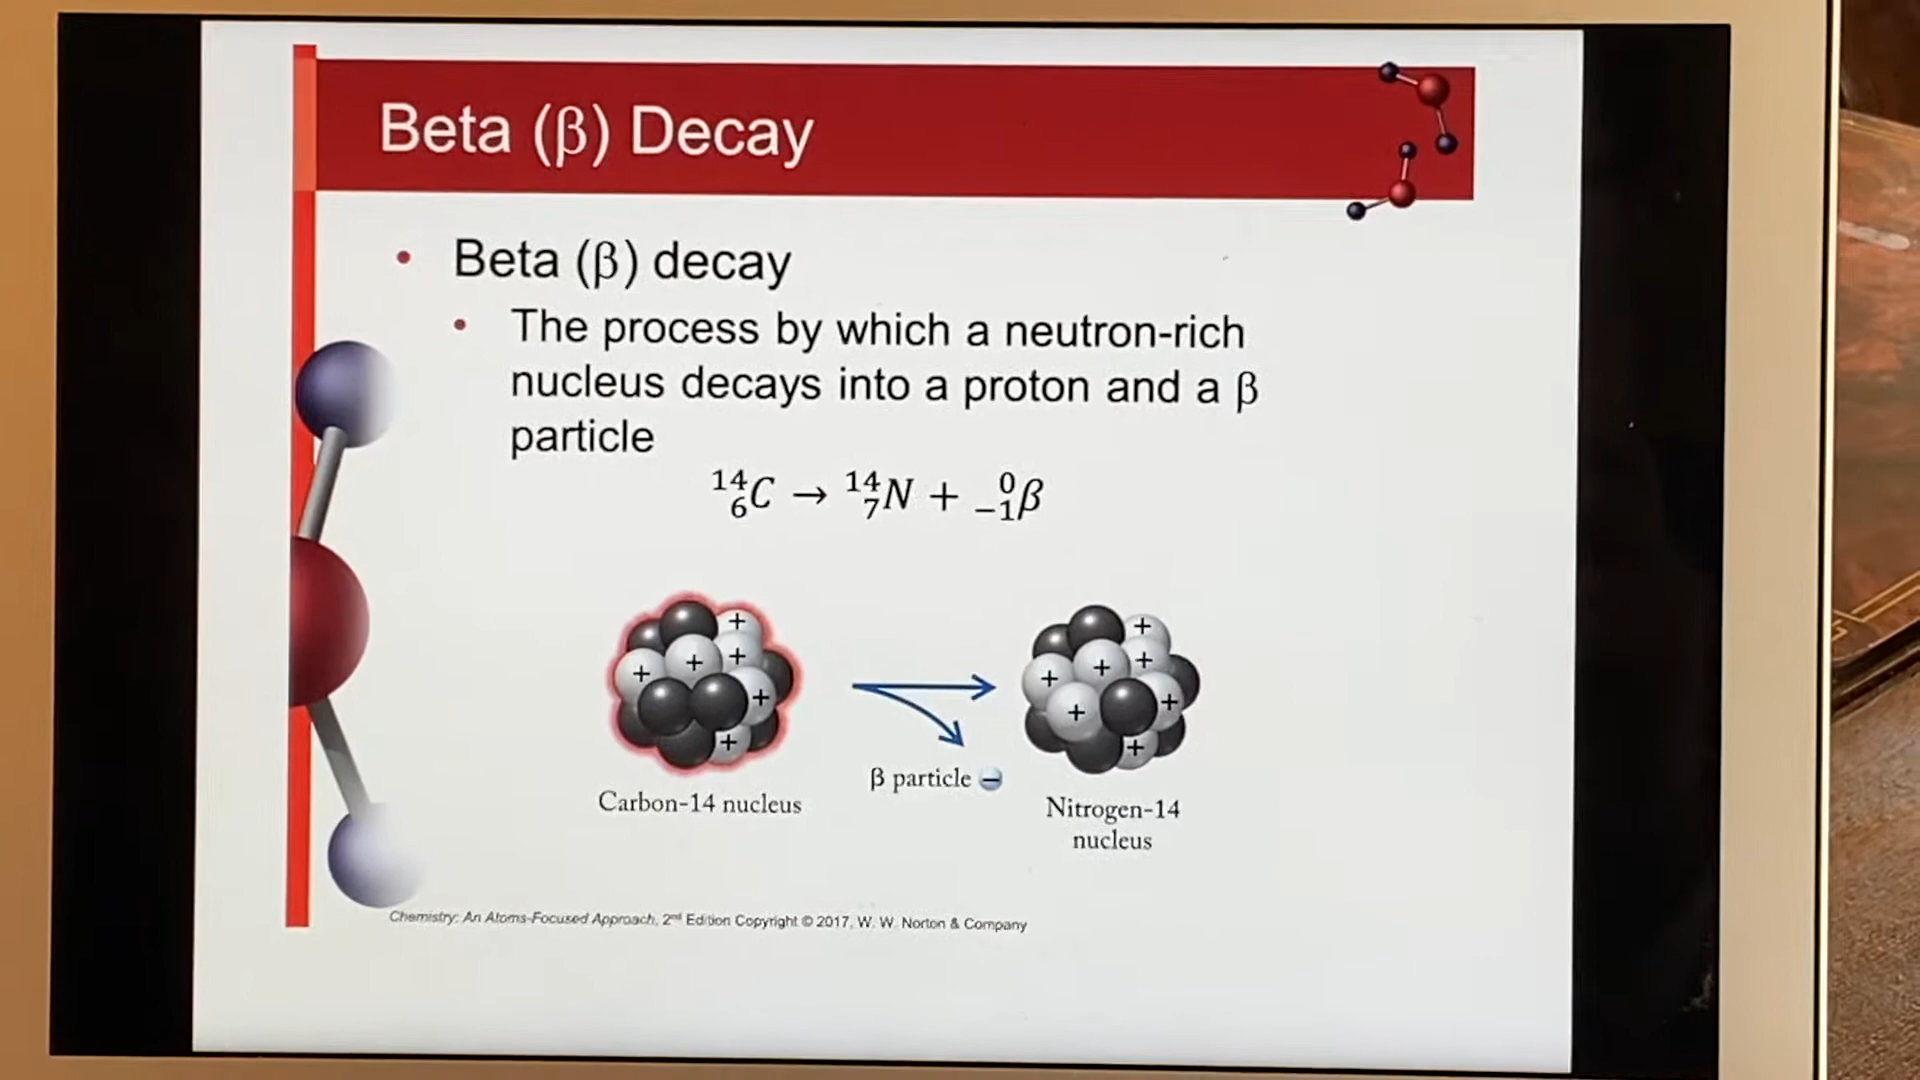 Beta (β) Decay
• Beta (β) decay
• The process by which a neutron-rich
nucleus decays into a proton and a β
particle
¹⁴₆C → ¹⁴₇N + ⁰₋₁β
+
+
+
+
+
+
+
+
+
+
+
+
+
β particle −
Carbon-14 nucleus
Nitrogen-14
nucleus
Chemistry: An Atoms-Focused Approach, 2nd Edition Copyright © 2017, W. W. Norton & Company